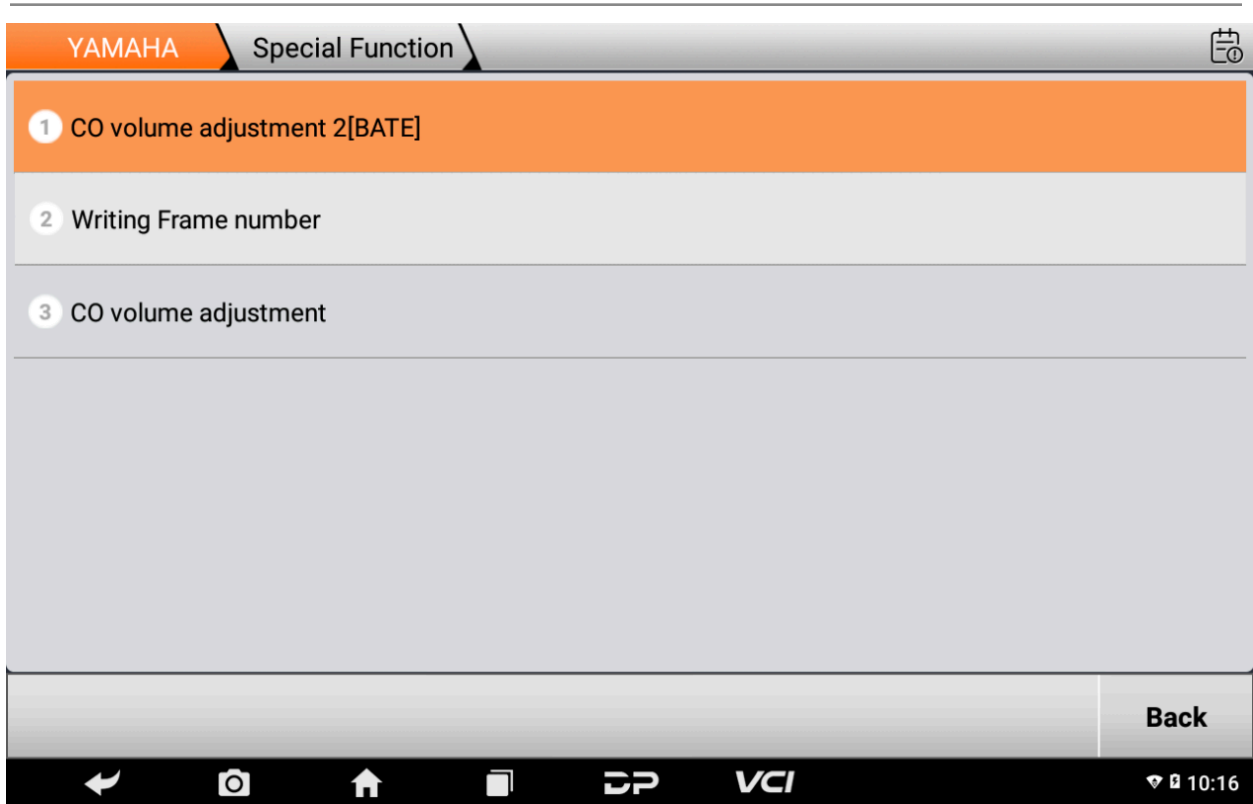 YAMAHA
Special Function
1 CO volume adjustment 2[BATE]
2 Writing Frame number
3 CO volume adjustment
Back
DP VCI 10:16